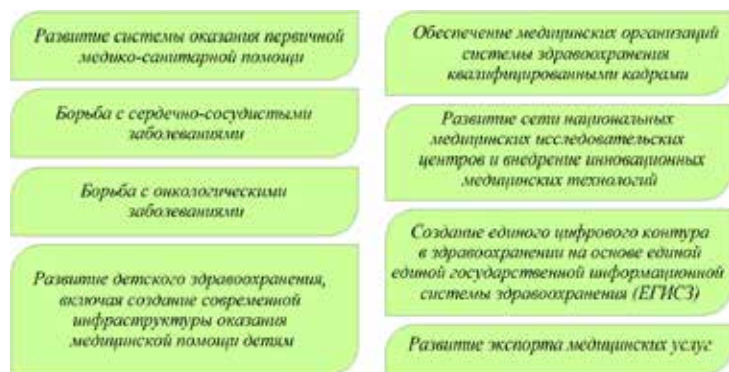 Развитие системы оказания первичной
медико-санитарной помощи
Борьба с сердечно-сосудистыми
заболеваниями
Борьба с онкологическими
заболеваниями
Развитие детского здравоохранения,
включая создание современной
инфраструктуры оказания
медицинской помощи детям
Обеспечение медицинских организаций
системы здравоохранения
квалифицированными кадрами
Развитие сети национальных
медицинских исследовательских
центров и внедрение инновационных
медицинских технологий
Создание единого цифрового контура
в здравоохранении на основе единой
единой государственной информационной
системы здравоохранения (ЕГИСЗ)
Развитие экспорта медицинских услуг